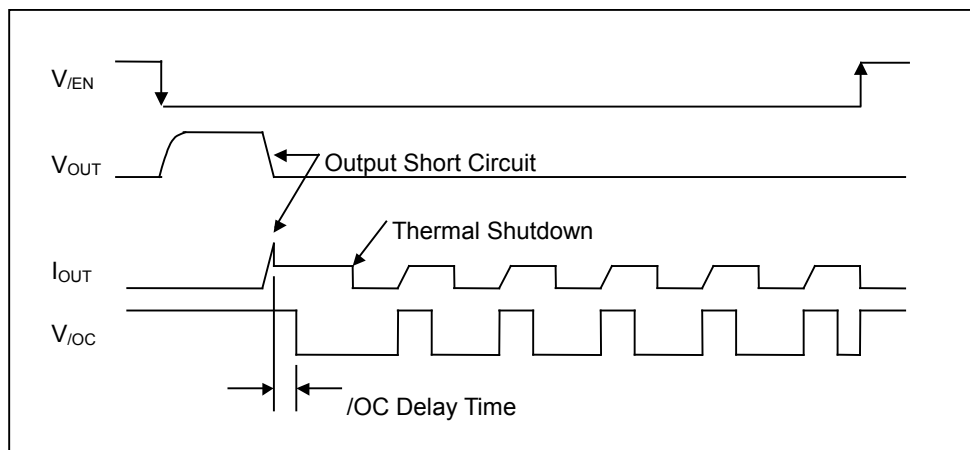 V/EN
VOUT
Output Short Circuit
Thermal Shutdown
IOUT
V/OC
/OC Delay Time